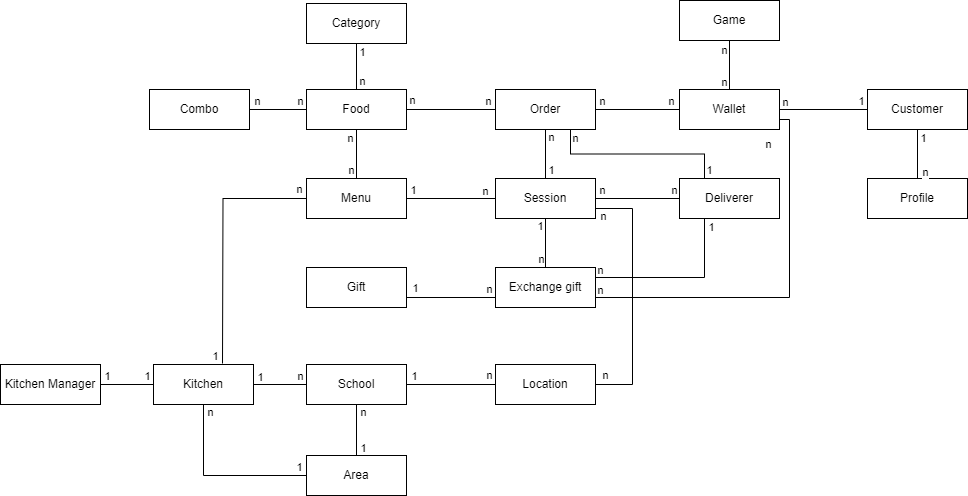 Game
Category
n
1
n
n
Combo
n
n
Food
n
n
Order
n
n
Wallet
n
1
Customer
n
n
n
1
n
n
1
1
n
n
Menu
1
n
Session
n
n
Deliverer
Profile
n
1
1
n
n
Gift
1
n
Exchange gift
n
1
Kitchen Manager
1
1
Kitchen
1
n
School
1
n
Location
n
n
n
1
1
Area